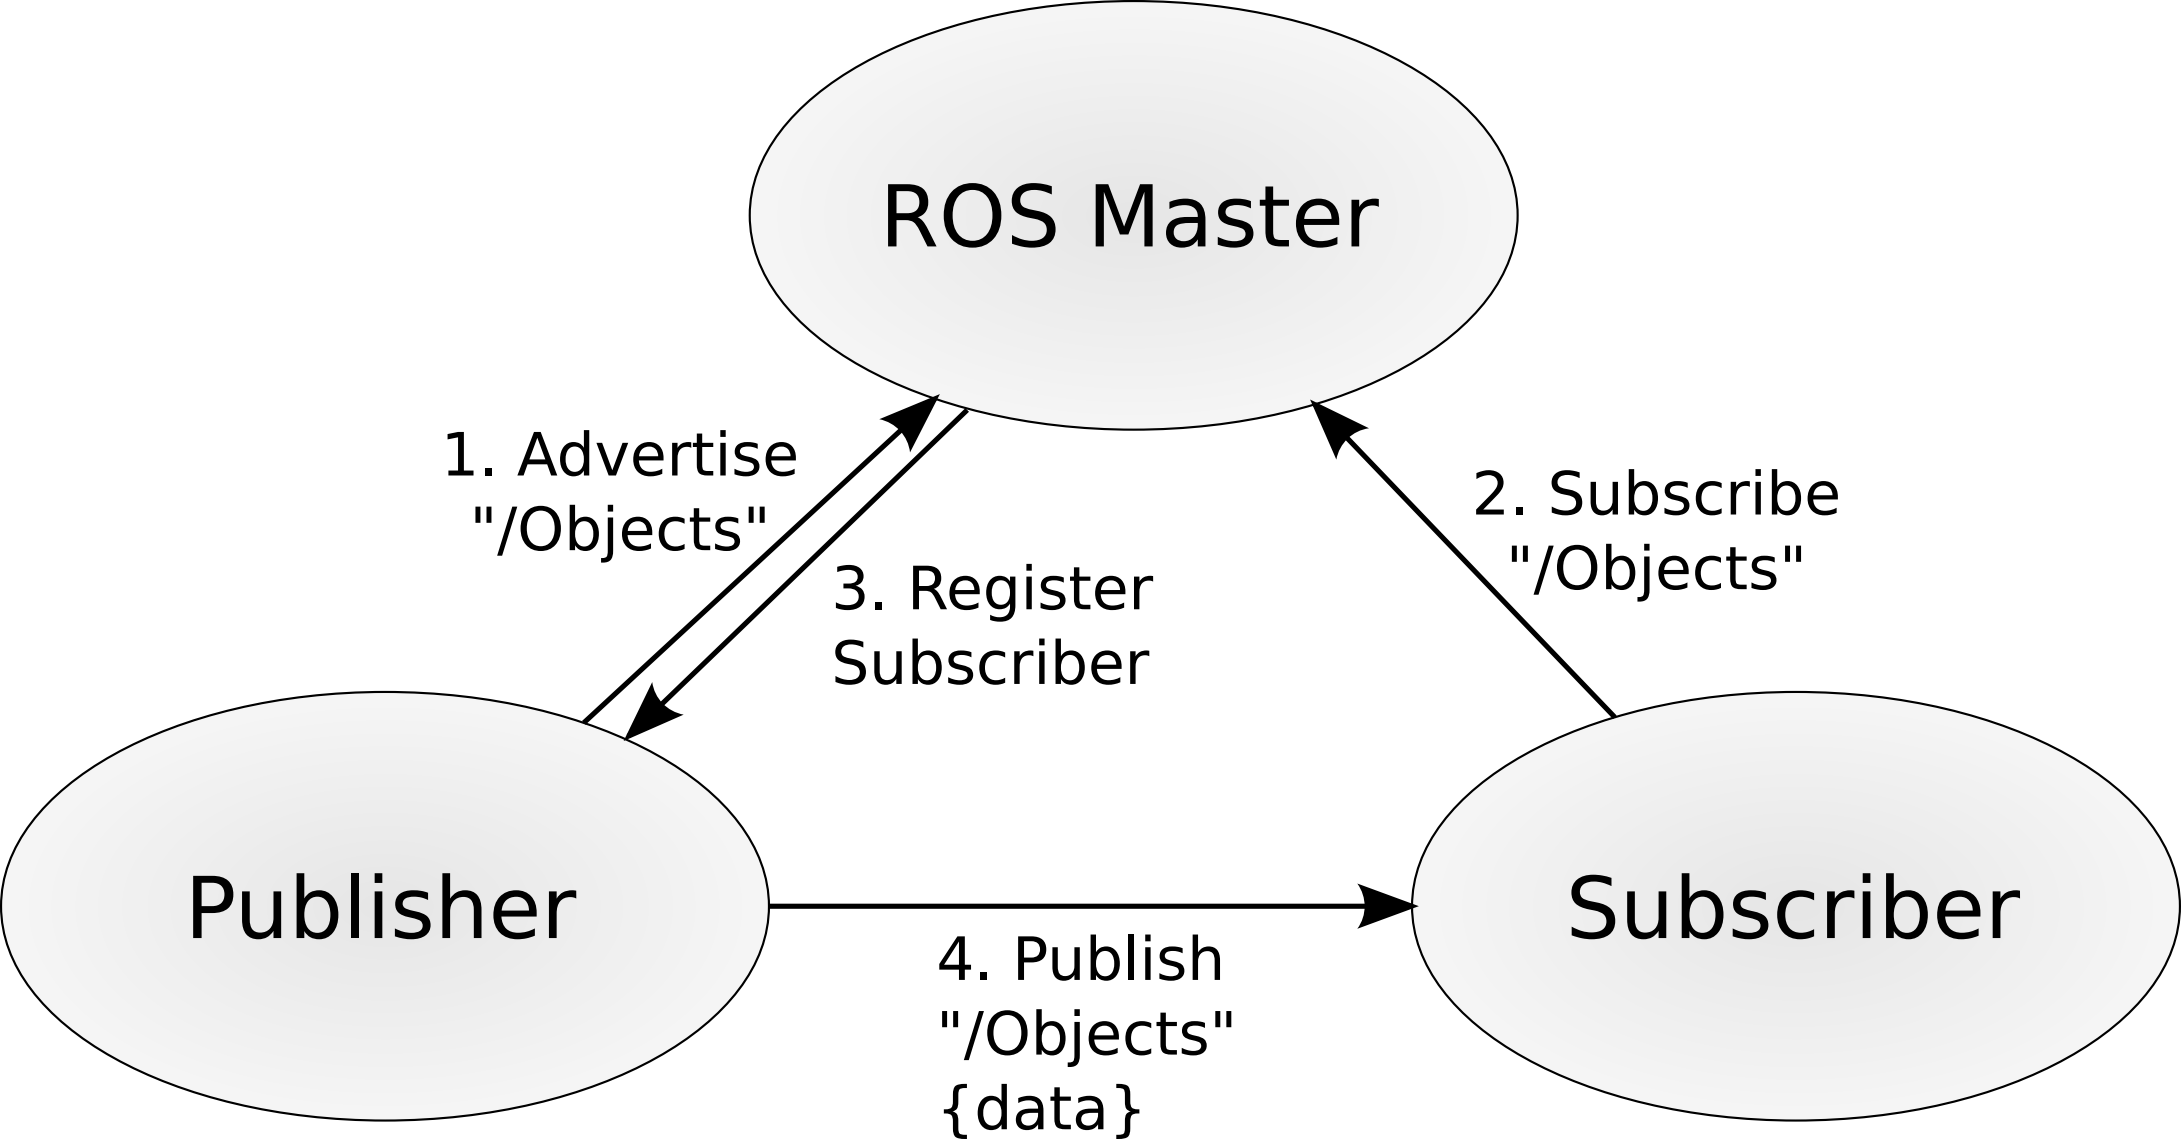 ROS Master
1. Advertise
"/Objects"
2. Subscribe
"/Objects"
3. Register
Subscriber
Publisher
Subscriber
4. Publish
"/Objects"
{data}